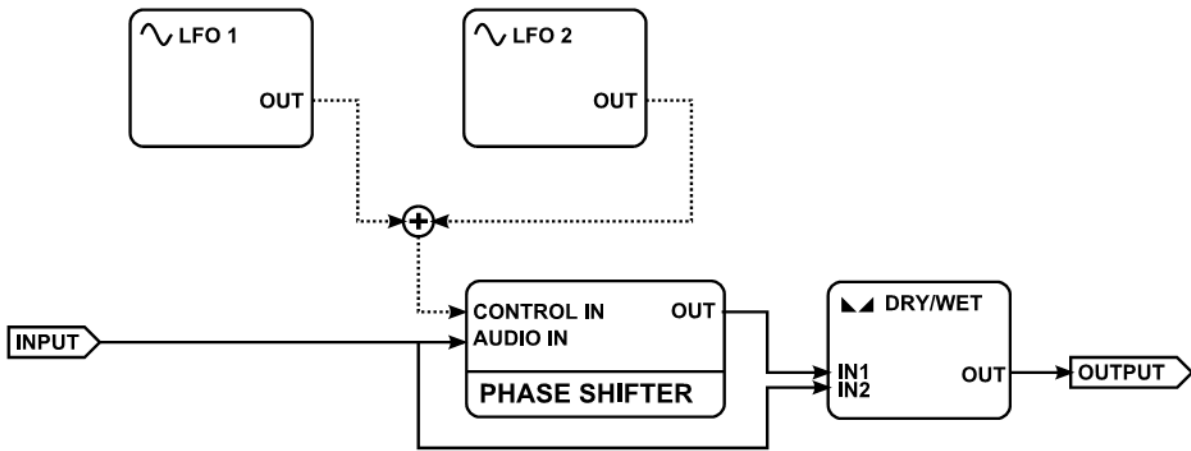 LFO 1
LFO 2
OUT
OUT
+
CONTROL IN
OUT
DRY/WET
INPUT
AUDIO IN
IN1
OUT
OUTPUT
IN2
PHASE SHIFTER